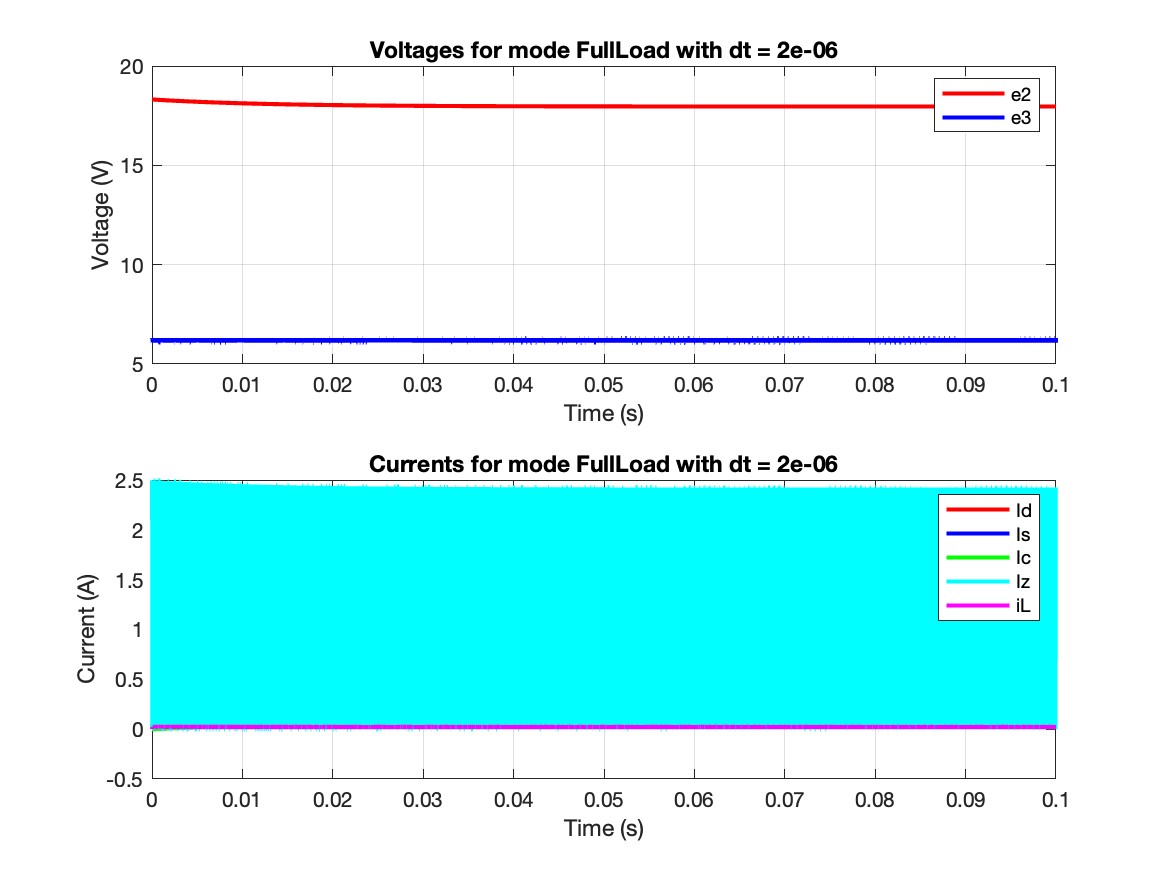 Voltages for mode FullLoad with dt = 2e-06
20
15
10
5
Voltage (V)
e2
e3
0 0.01 0.02 0.03 0.04 0.05 0.06 0.07 0.08 0.09 0.1
Time (s)
Currents for mode FullLoad with dt = 2e-06
2.5
2
1.5
1
0.5
0
-0.5
Current (A)
Id
Is
Ic
Iz
iL
0 0.01 0.02 0.03 0.04 0.05 0.06 0.07 0.08 0.09 0.1
Time (s)